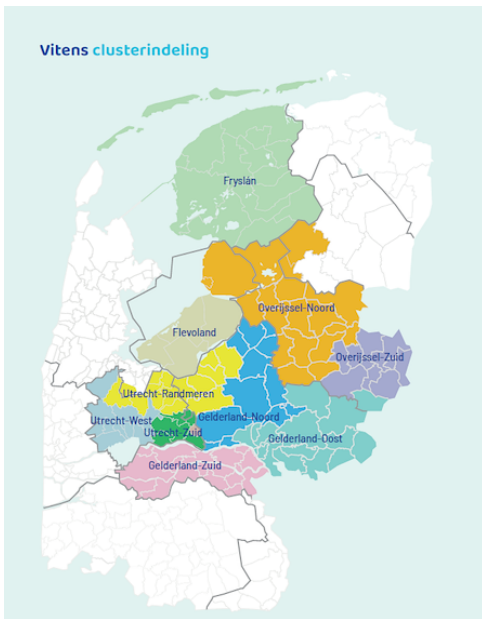 Vitens clusterindeling
Fryslân
Overijssel-Noord
Flevoland
Overijssel-Zuid
Utrecht-Randmeren
Utrecht-West
Gelderland-Noord
Utrecht-Zuid
Gelderland-Oost
Gelderland-Zuid